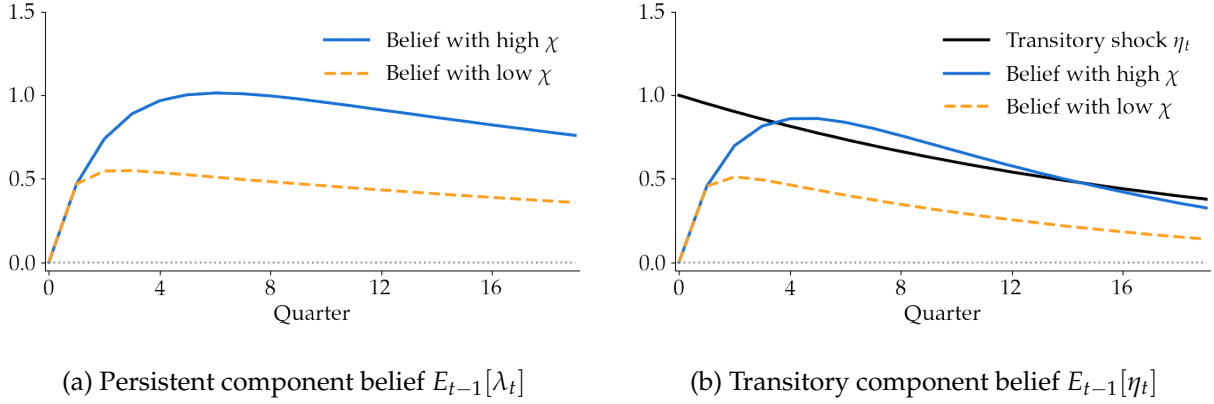 1.5
1.0
0.5
0.0
0
4
8
12
16
Quarter
Belief with high χ
Belief with low χ
(a) Persistent component belief E_{t−1}[λ_t]
1.5
1.0
0.5
0.0
0
4
8
12
16
Quarter
Transitory shock η_t
Belief with high χ
Belief with low χ
(b) Transitory component belief E_{t−1}[η_t]